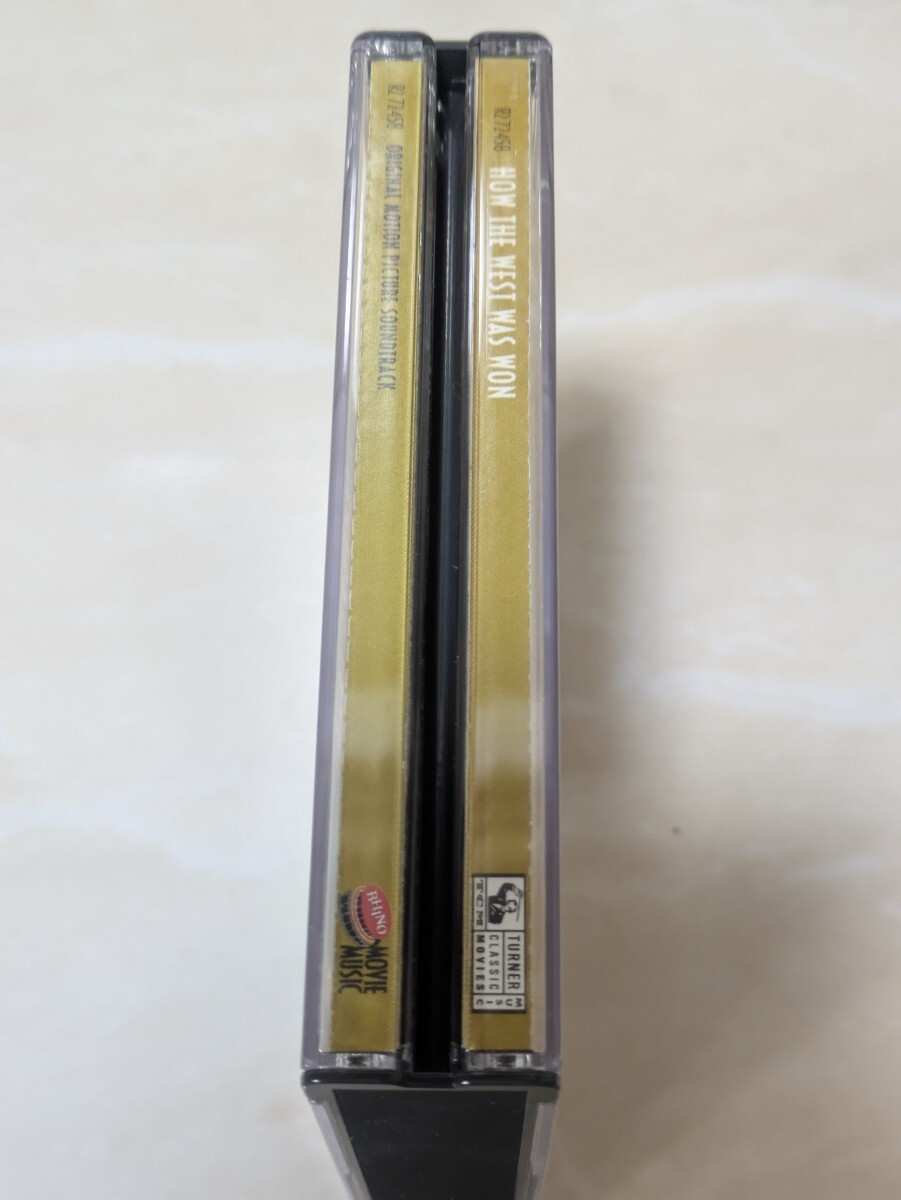 R2 72458 HOW THE WEST WAS WON
TCM
TURNER
CLASSIC
MOVIES
MUSIC
R2 72458 ORIGINAL MOTION PICTURE SOUNDTRACK
RHINO
MOVIE
MUSIC